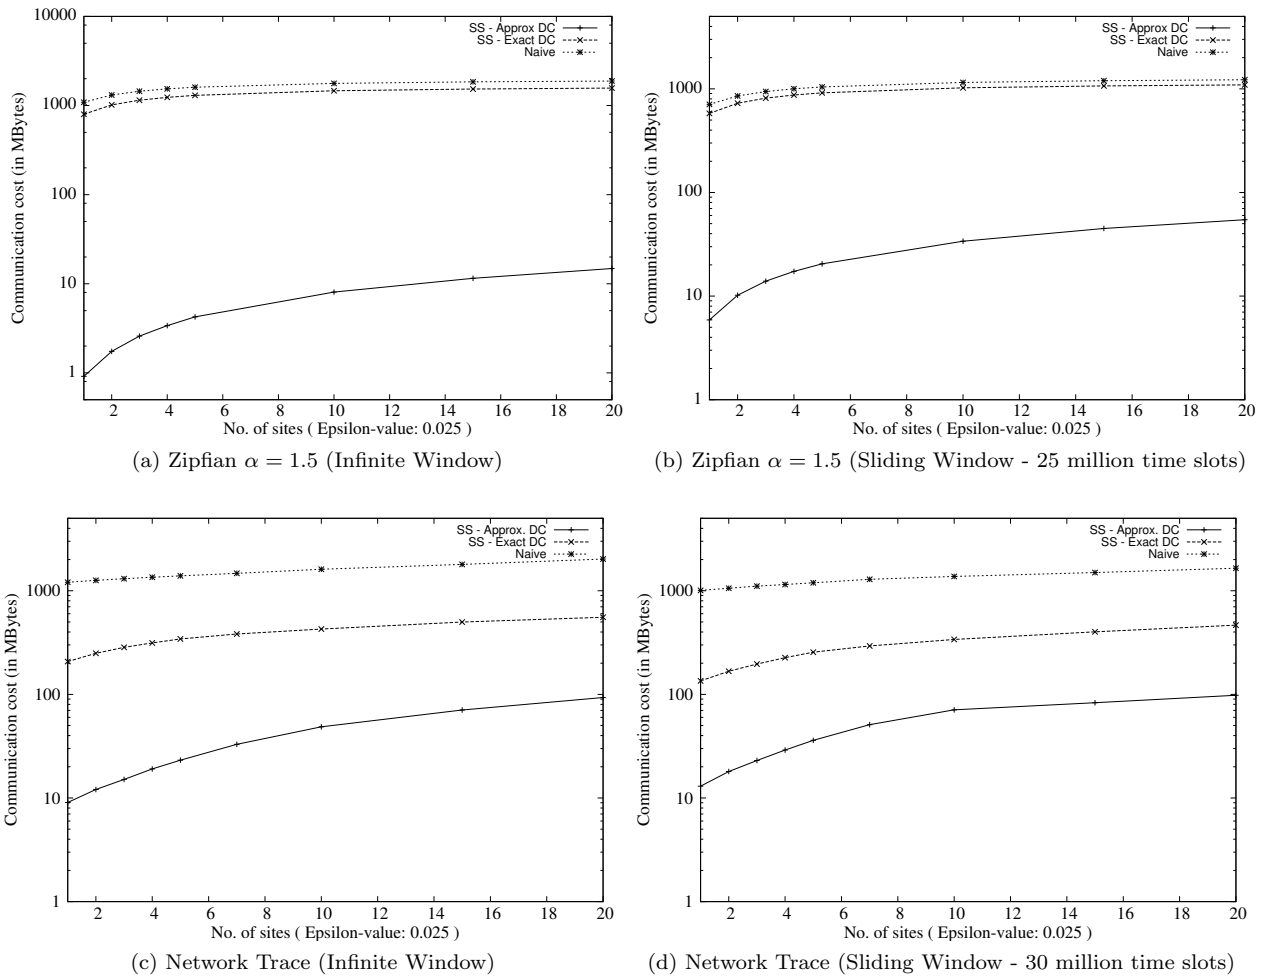 10000
1000
100
10
1
Communication cost (in MBytes)
SS - Approx DC
SS - Exact DC
Naive
2 4 6 8 10 12 14 16 18 20
No. of sites ( Epsilon-value: 0.025 )
(a) Zipfian α = 1.5 (Infinite Window)
1000
100
10
1
Communication cost (in MBytes)
SS - Approx DC
SS - Exact DC
Naive
2 4 6 8 10 12 14 16 18 20
No. of sites ( Epsilon-value: 0.025 )
(b) Zipfian α = 1.5 (Sliding Window - 25 million time slots)
1000
100
10
1
Communication cost (in MBytes)
SS - Approx. DC
SS - Exact DC
Naive
2 4 6 8 10 12 14 16 18 20
No. of sites ( Epsilon-value: 0.025 )
(c) Network Trace (Infinite Window)
1000
100
10
1
Communication cost (in MBytes)
SS - Approx. DC
SS - Exact DC
Naive
2 4 6 8 10 12 14 16 18 20
No. of sites ( Epsilon-value: 0.025 )
(d) Network Trace (Sliding Window - 30 million time slots)